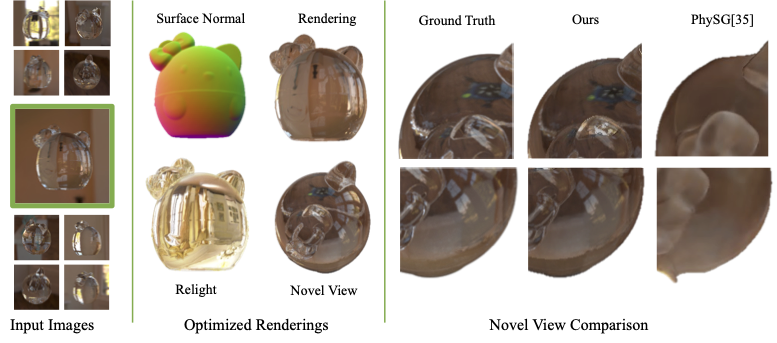 Surface Normal
Rendering
Relight
Novel View
Ground Truth
Ours
PhySG[35]
Input Images
Optimized Renderings
Novel View Comparison